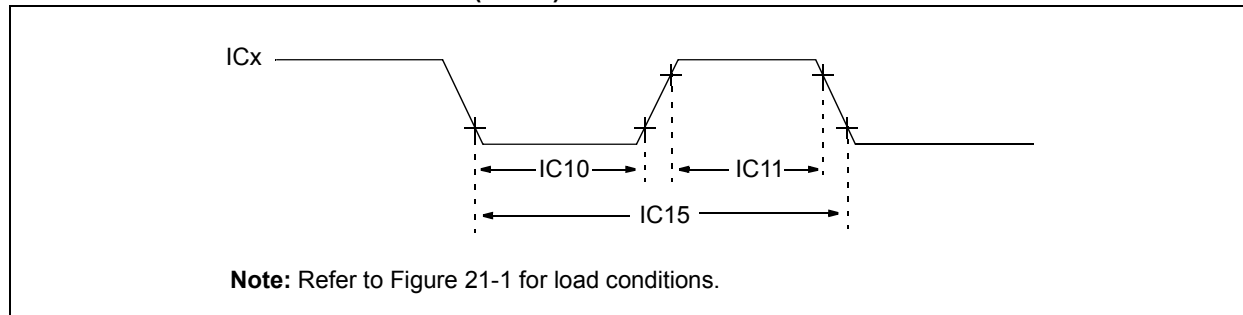 ICx
IC10
IC11
IC15
Note: Refer to Figure 21-1 for load conditions.